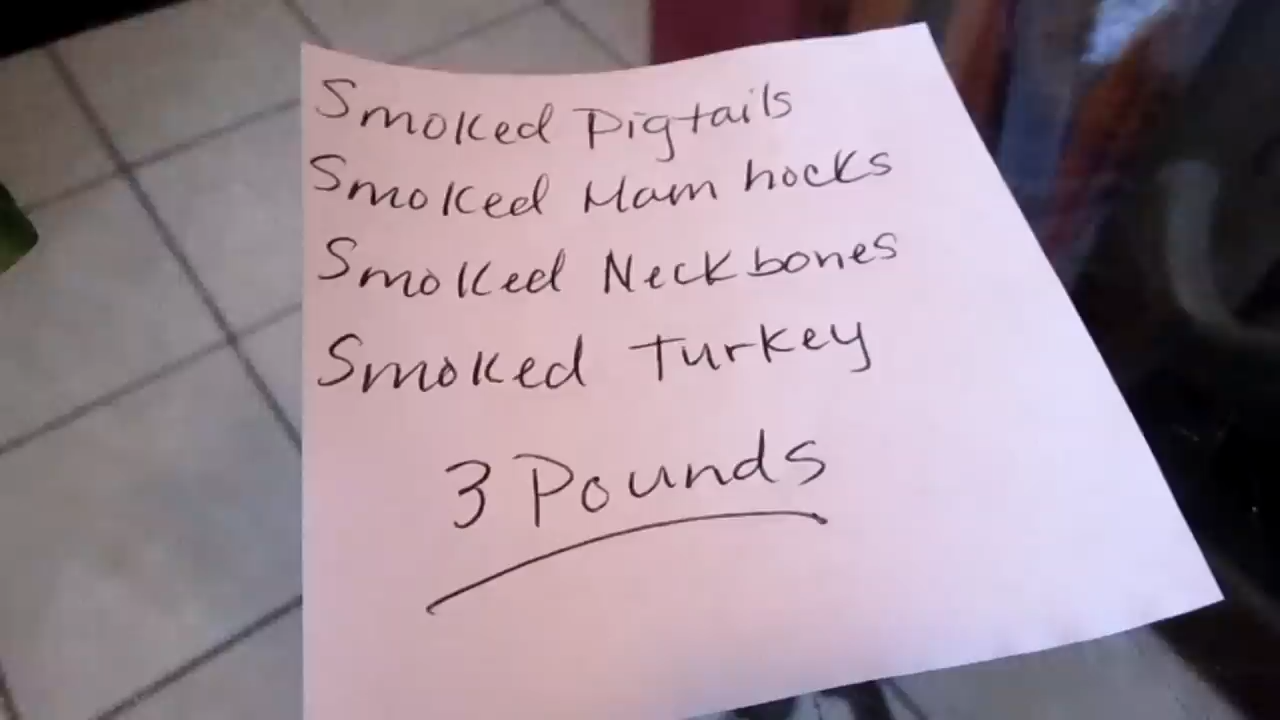 Smoked Pigtails
Smoked Ham hocks
Smoked Neckbones
Smoked Turkey
3 Pounds